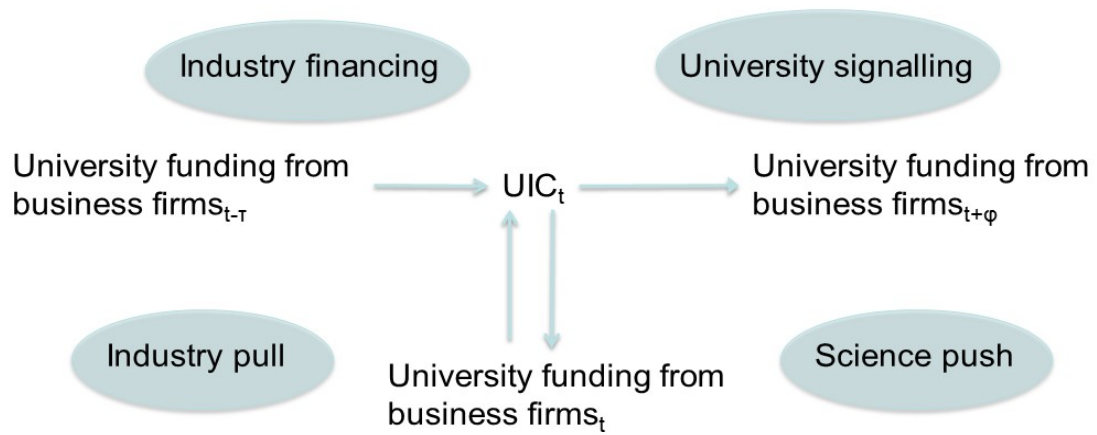 Industry financing
University signalling
University funding from
business firmsₜ₋τ
UICₜ
University funding from
business firmsₜ₊φ
Industry pull
University funding from
business firmsₜ
Science push